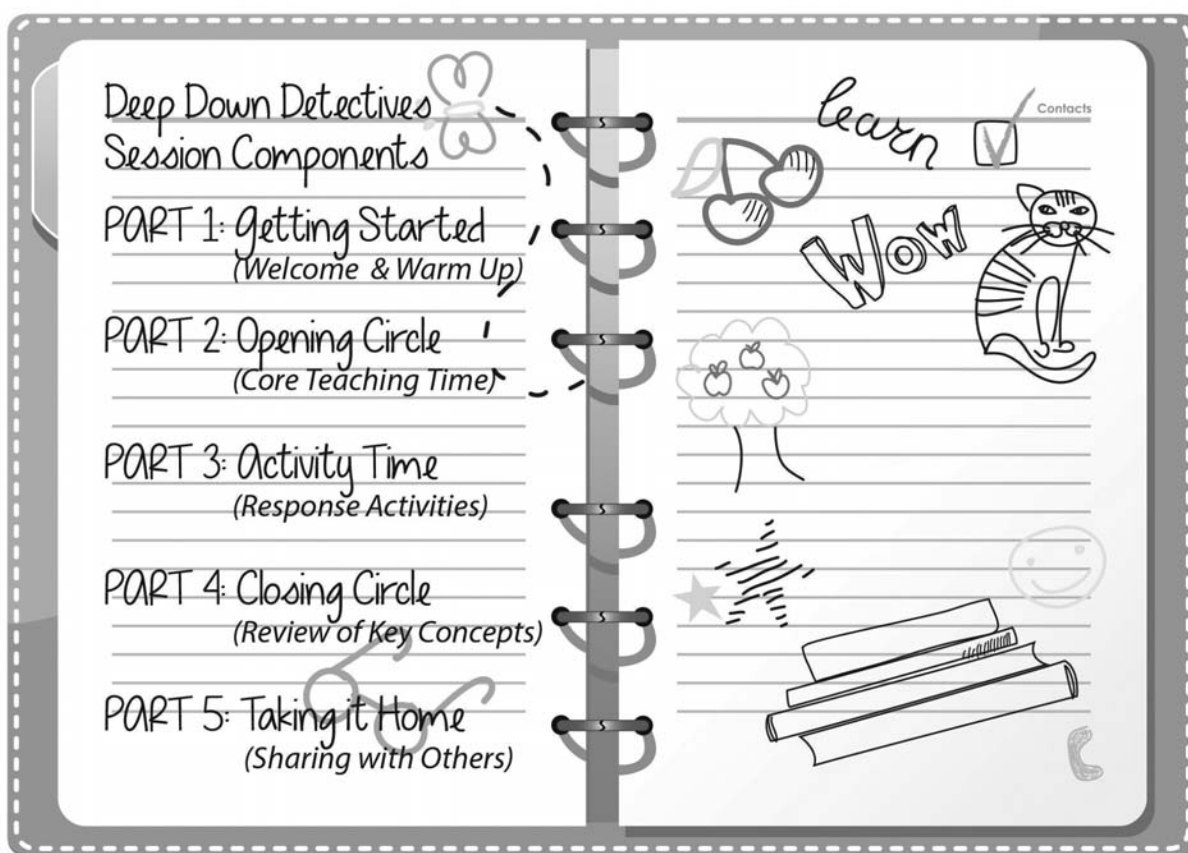 Deep Down Detectives
Session Components
PART 1: Getting Started
(Welcome & Warm Up)
PART 2: Opening Circle
(Core Teaching Time)
PART 3: Activity Time
(Response Activities)
PART 4: Closing Circle
(Review of Key Concepts)
PART 5: Taking it Home
(Sharing with Others)
learn
Contacts
Wow